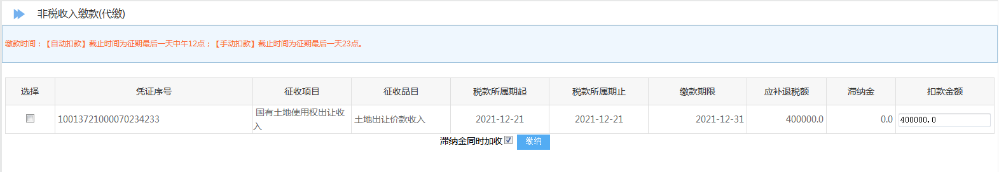 非税收入缴款(代缴)
缴款时间：【自动扣款】截止时间为征期最后一天中午12点；【手动扣款】截止时间为征期最后一天23点。
选择 凭证序号 征收项目 征收品目 税款所属期起 税款所属期止 缴款期限 应补退税额 滞纳金 扣款金额
10013721000070234233 国有土地使用权出让收 土地出让价款收入 2021-12-21 2021-12-21 2021-12-31 400000.0 0.0 400000.0
入
滞纳金同时加收 缴纳